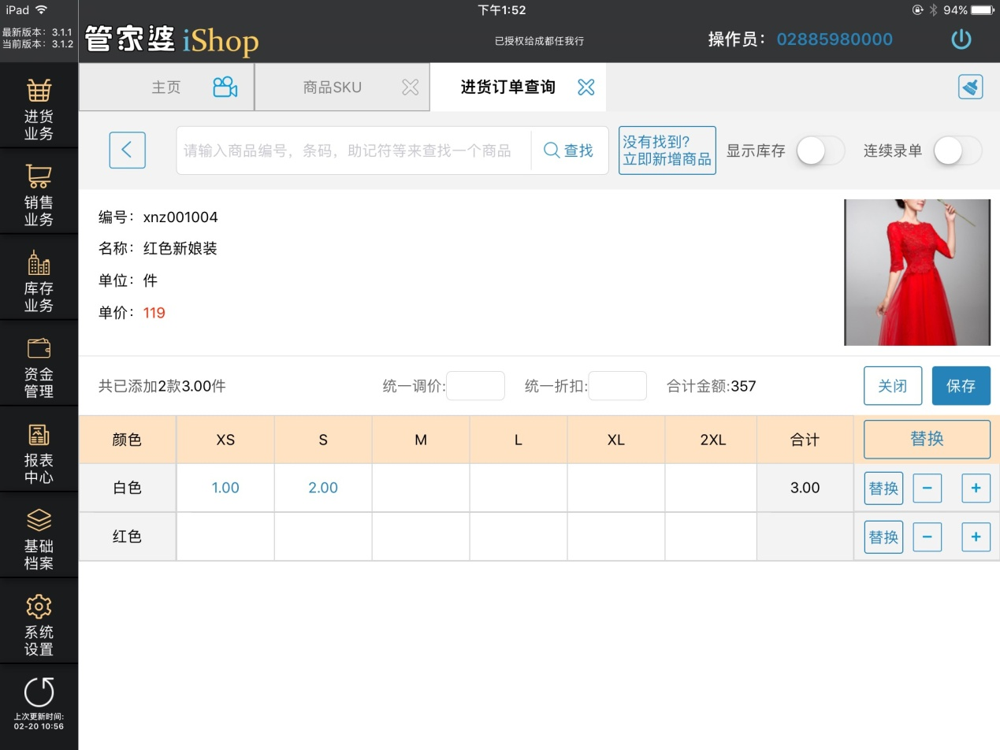 iPad
下午1:52
94%
最新版本：3.1.1
当前版本：3.1.2
管家婆 iShop
已授权给成都任我行
操作员：02885980000
主页
商品SKU
进货订单查询
进货
业务
销售
业务
库存
业务
资金
管理
报表
中心
基础
档案
系统
设置
上次更新时间:
02-20 10:56
请输入商品编号，条码，助记符等来查找一个商品
查找
没有找到?
立即新增商品
显示库存
连续录单
编号：xnz001004
名称：红色新娘装
单位：件
单价：119
共已添加2款3.00件
统一调价:
统一折扣:
合计金额:357
关闭
保存
颜色 XS S M L XL 2XL 合计 替换
白色 1.00 2.00 3.00 替换 − +
红色 替换 − +